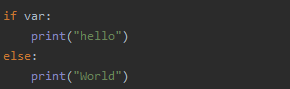 if var:
    print("hello")
else:
    print("World")